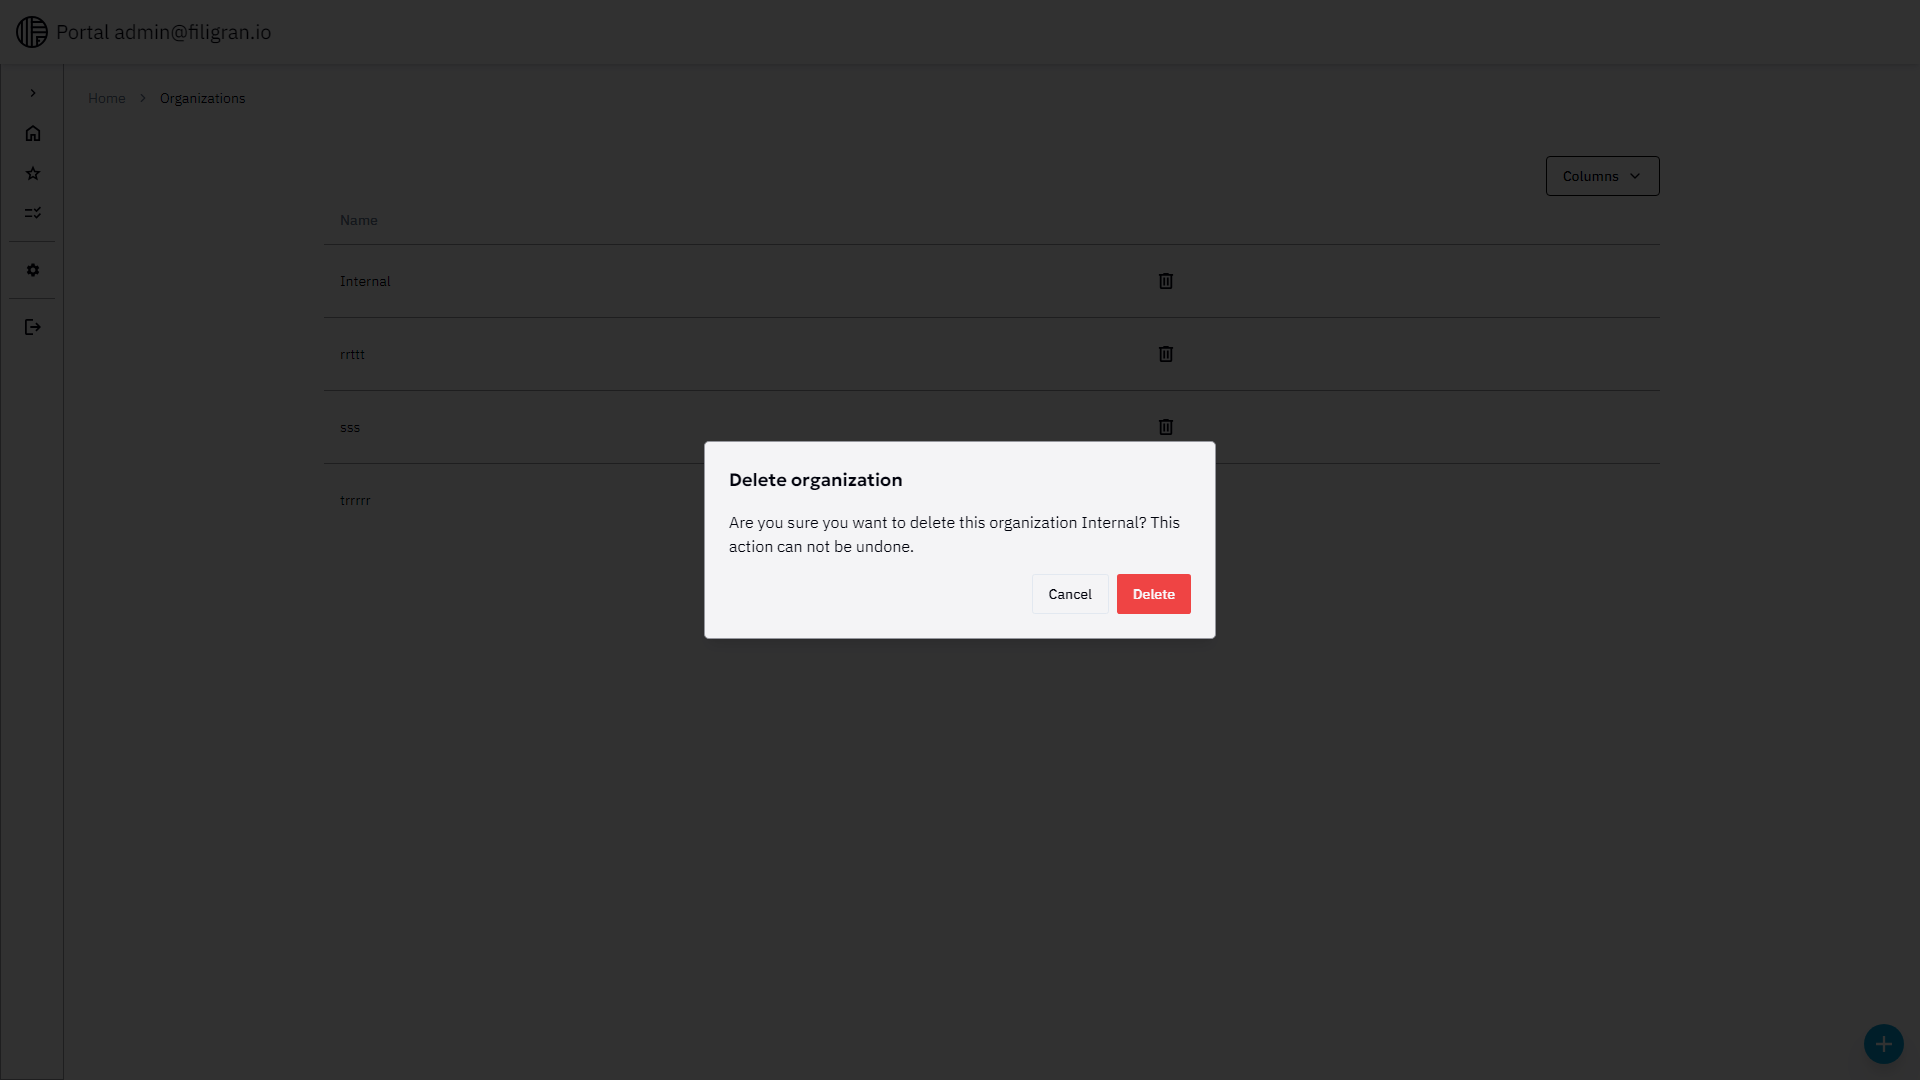 Portal admin@filigran.io
Home > Organizations
Columns
Name
Internal
rrttt
sss
trrrrr
Delete organization
Are you sure you want to delete this organization Internal? This
action can not be undone.
Cancel Delete